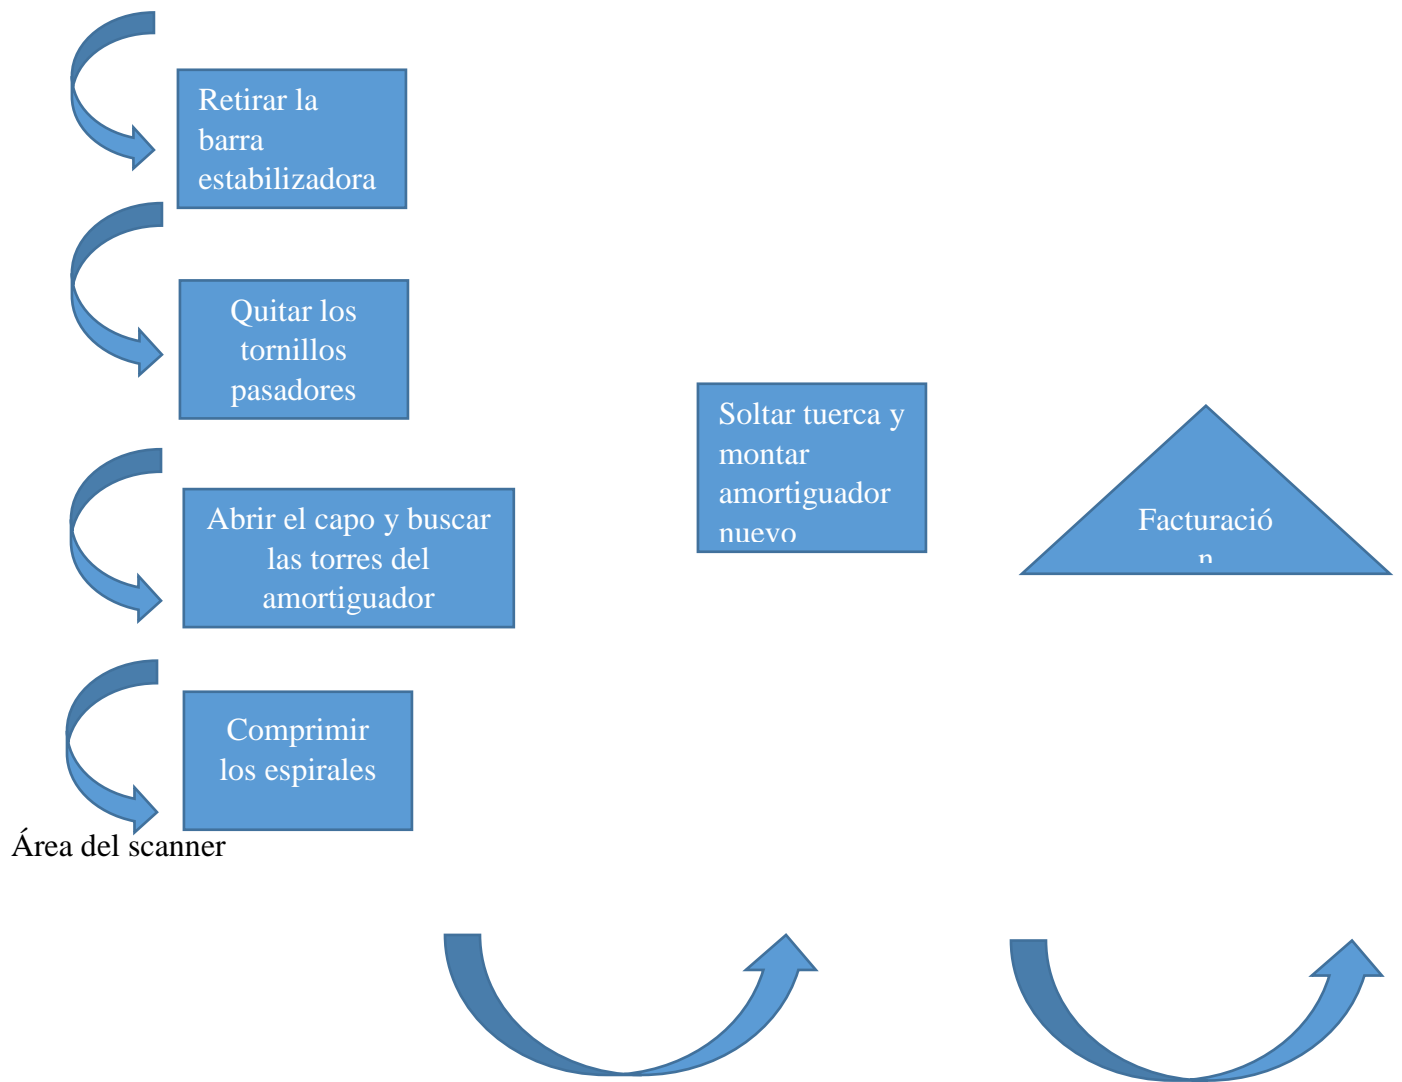 Retirar la
barra
estabilizadora
Quitar los
tornillos
pasadores
Abrir el capo y buscar
las torres del
amortiguador
Comprimir
los espirales
Soltar tuerca y
montar
amortiguador
nuevo
Facturació
n
Área del scanner